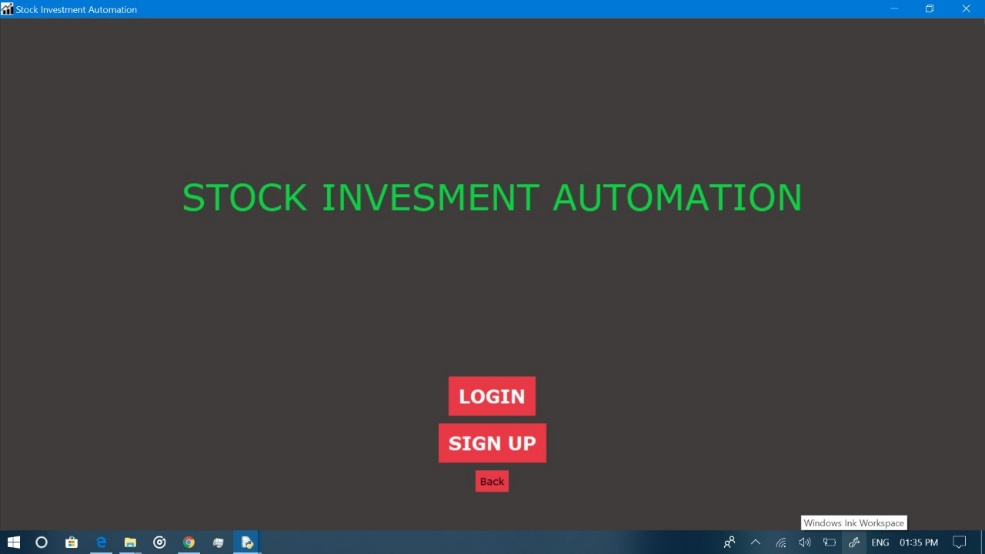 Stock Investment Automation
STOCK INVESMENT AUTOMATION
LOGIN
SIGN UP
Back
Windows Ink Workspace
ENG 01:35 PM